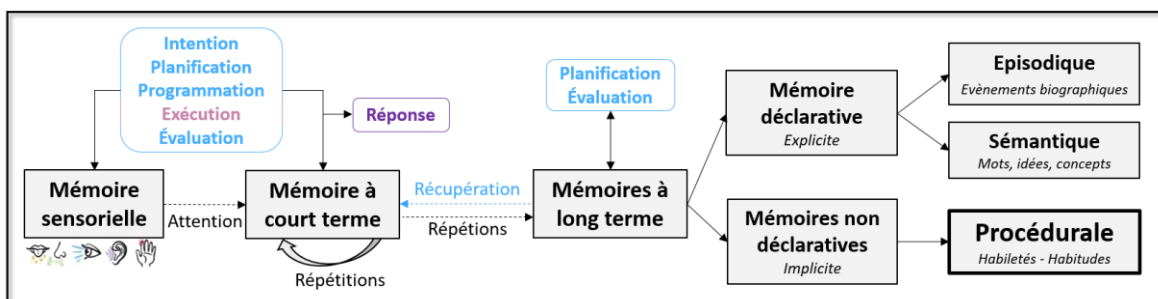 Intention
Planification
Programmation
Exécution
Évaluation
Réponse
Planification
Évaluation
Mémoire
sensorielle
Attention
Mémoire à
court terme
Répétitions
Récupération
Répétions
Mémoires à
long terme
Mémoire
déclarative
Explicite
Mémoires non
déclaratives
Implicite
Episodique
Evènements biographiques
Sémantique
Mots, idées, concepts
Procédurale
Habiletés - Habitudes